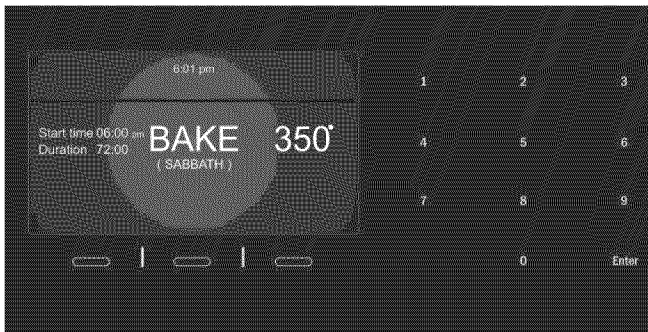 6:01 pm
Start time 06:00 pm BAKE 350°
Duration 72:00
( SABBATH )
1 2 3
4 5 6
7 8 9
0 Enter